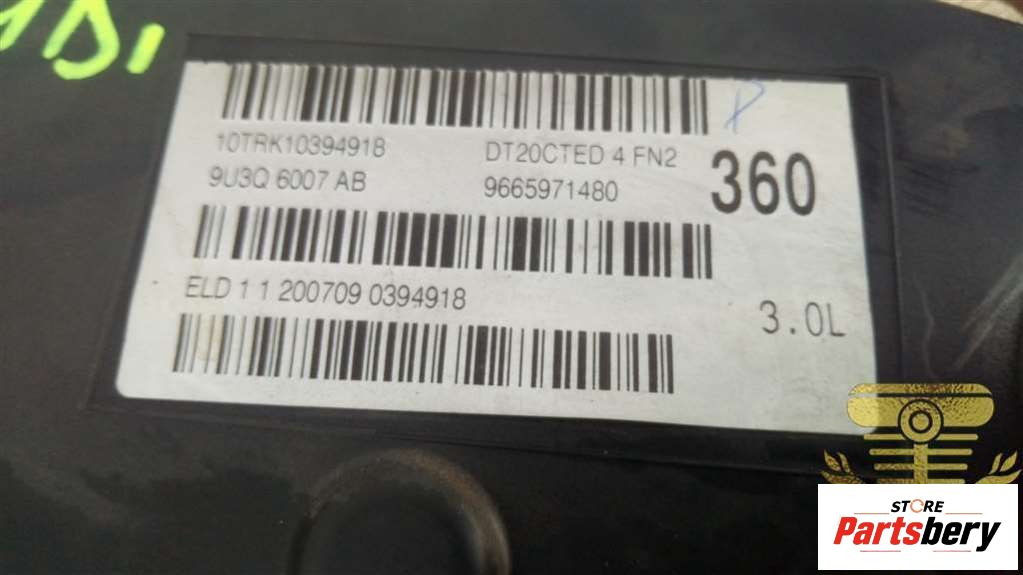 10TRK10394918 DT20CTED 4 FN2
9U3Q 6007 AB 9665971480
360
ELD 1 1 200709 0394918
3.0L
STORE
Partsbery